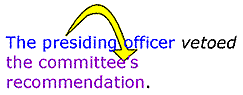 The presiding officer vetoed
the committee's
recommendation.